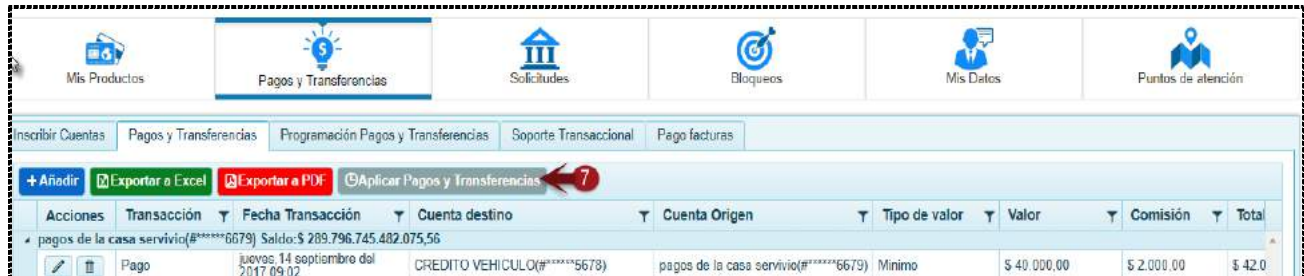 Mis Productos Pagos y Transferencias Solicitudes Bloqueos Mis Datos Puntos de atención
Inscribir Cuentas Pagos y Transferencias Programación Pagos y Transferencias Soporte Transaccional Pago facturas
+ Añadir Exportar a Excel Exportar a PDF Aplicar Pagos y Transferencias 7
Acciones Transacción Fecha Transacción Cuenta destino Cuenta Origen Tipo de valor Valor Comisión Total
pagos de la casa servivio(#******6679) Saldo:$ 289.796.745.482.075,56
Pago jueves, 14 septiembre del 2017 09:02 CREDITO VEHICULO(#******5678) pagos de la casa servivio(#******6679) Minimo $ 40.000,00 $ 2.000,00 $ 42.0